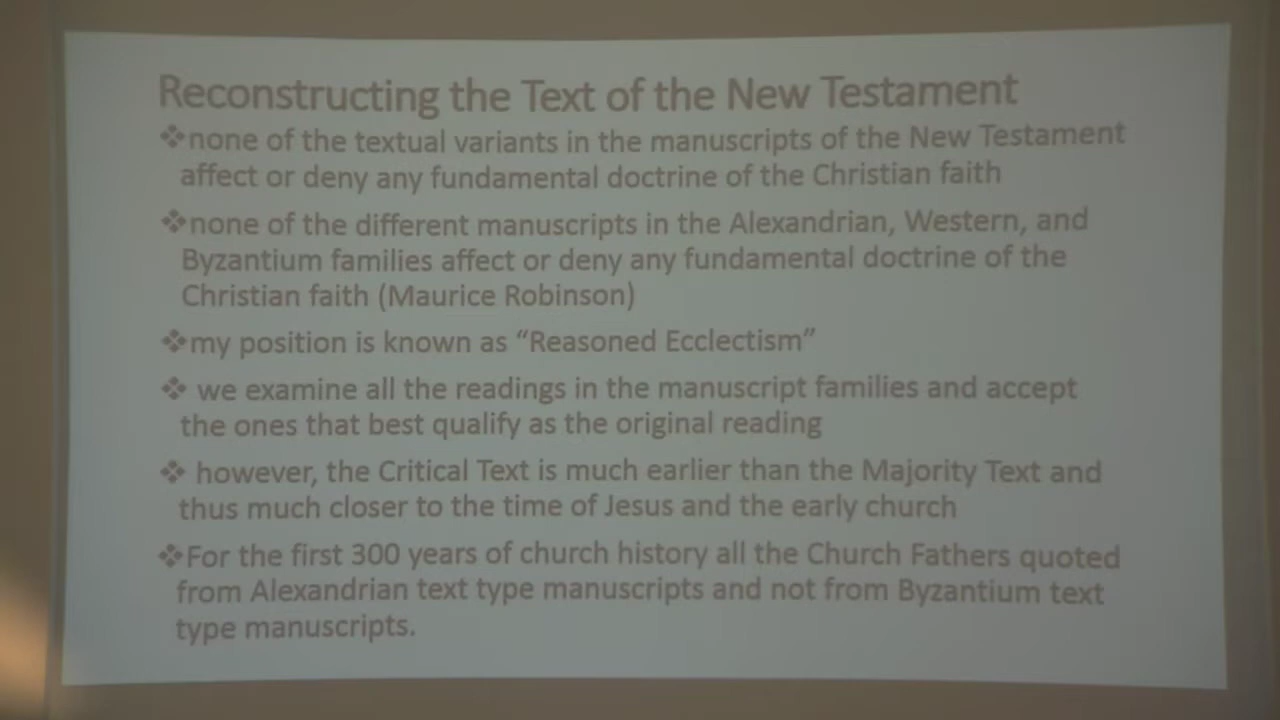 Reconstructing the Text of the New Testament
❖none of the textual variants in the manuscripts of the New Testament
affect or deny any fundamental doctrine of the Christian faith
❖none of the different manuscripts in the Alexandrian, Western, and
Byzantium families affect or deny any fundamental doctrine of the
Christian faith (Maurice Robinson)
❖my position is known as “Reasoned Ecclectism”
❖ we examine all the readings in the manuscript families and accept
the ones that best qualify as the original reading
❖ however, the Critical Text is much earlier than the Majority Text and
thus much closer to the time of Jesus and the early church
❖For the first 300 years of church history all the Church Fathers quoted
from Alexandrian text type manuscripts and not from Byzantium text
type manuscripts.